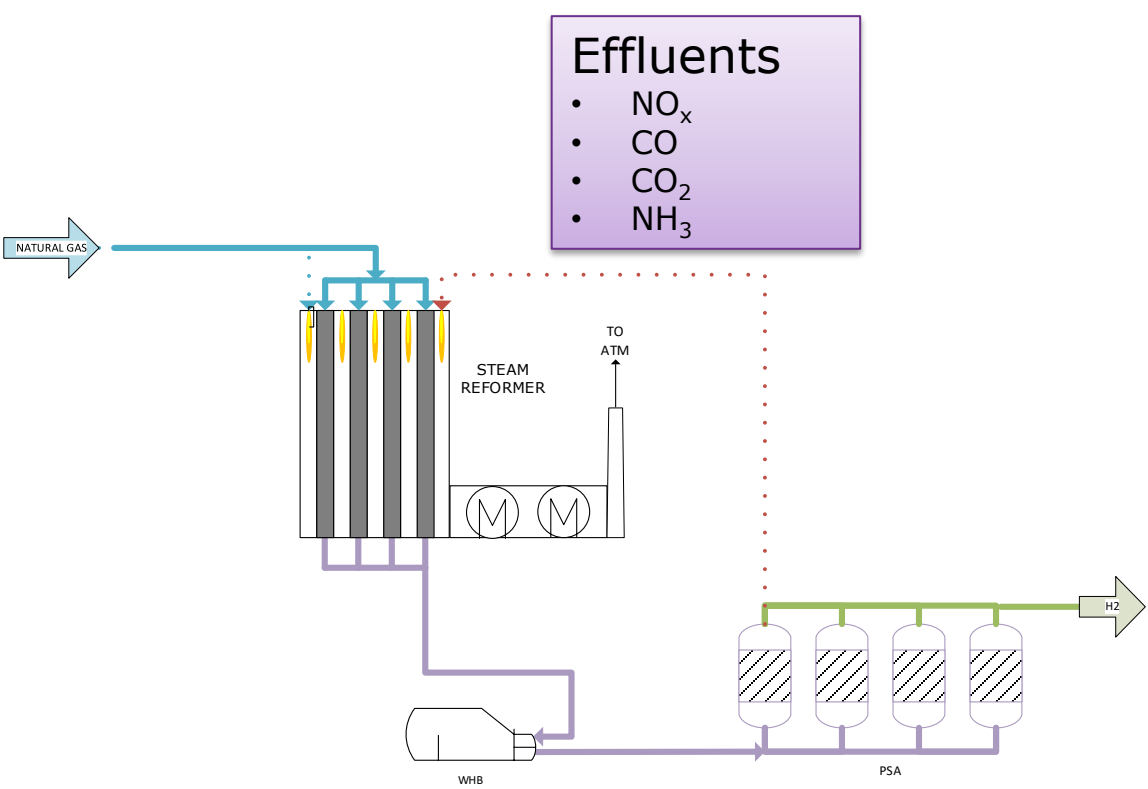 Effluents
• NOx
• CO
• CO2
• NH3
NATURAL GAS
TO
ATM
STEAM
REFORMER
H2
PSA
WHB